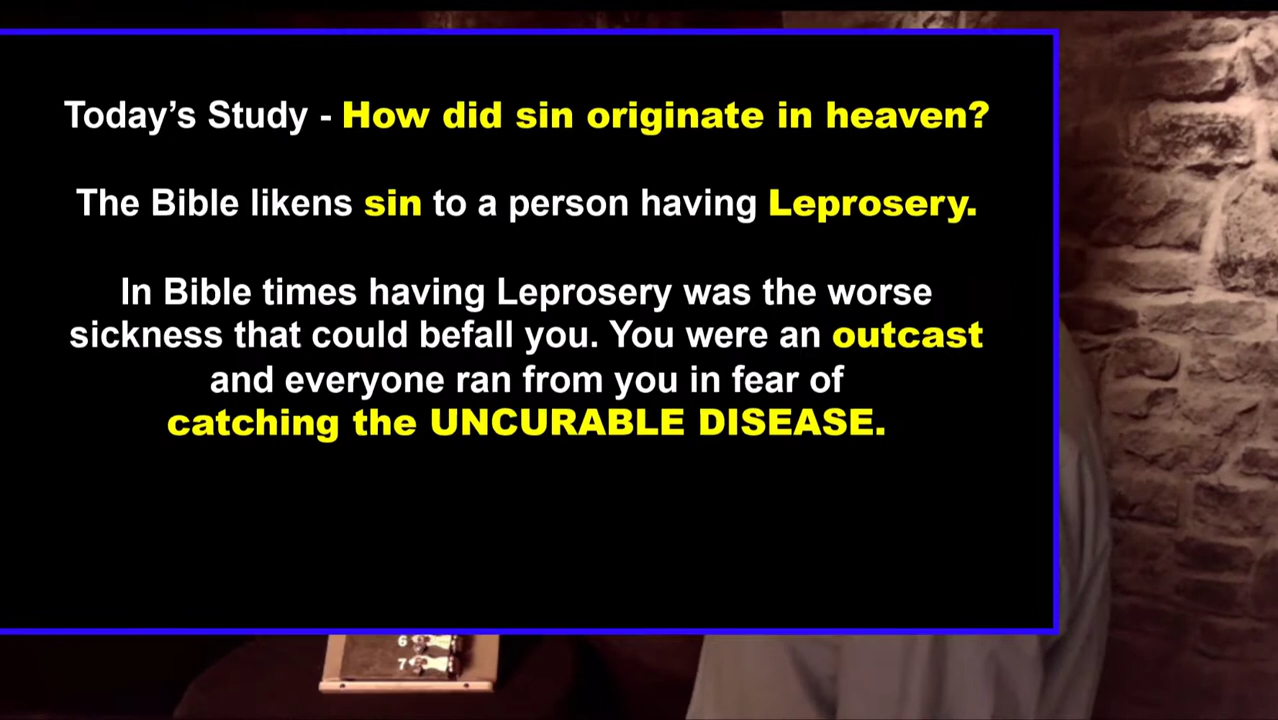 Today’s Study - How did sin originate in heaven?
The Bible likens sin to a person having Leprosery.
In Bible times having Leprosery was the worse
sickness that could befall you. You were an outcast
and everyone ran from you in fear of
catching the UNCURABLE DISEASE.
6
7